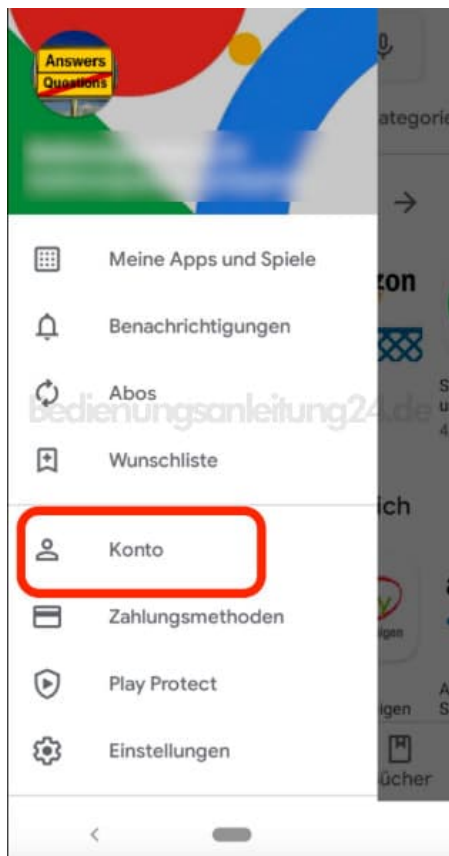 Answers
Questions
ategorie
Meine Apps und Spiele
zon
Benachrichtigungen
Abos
bedienungsanleitung24.de
Wunschliste
ich
Konto
Zahlungsmethoden
igen
Play Protect
igen
Einstellungen
ücher